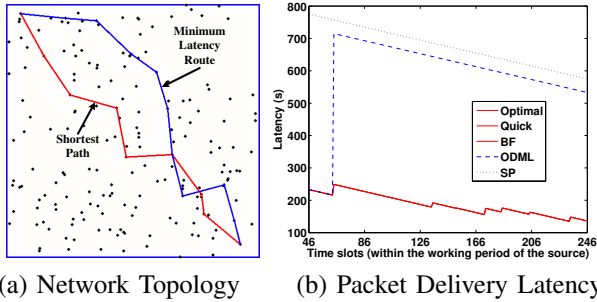 Minimum
Latency
Route
Shortest
Path
(a) Network Topology
800
700
600
500
400
300
200
100
Latency (s)
Optimal
Quick
BF
ODML
SP
46 86 126 166 206 246
Time slots (within the working period of the source)
(b) Packet Delivery Latency